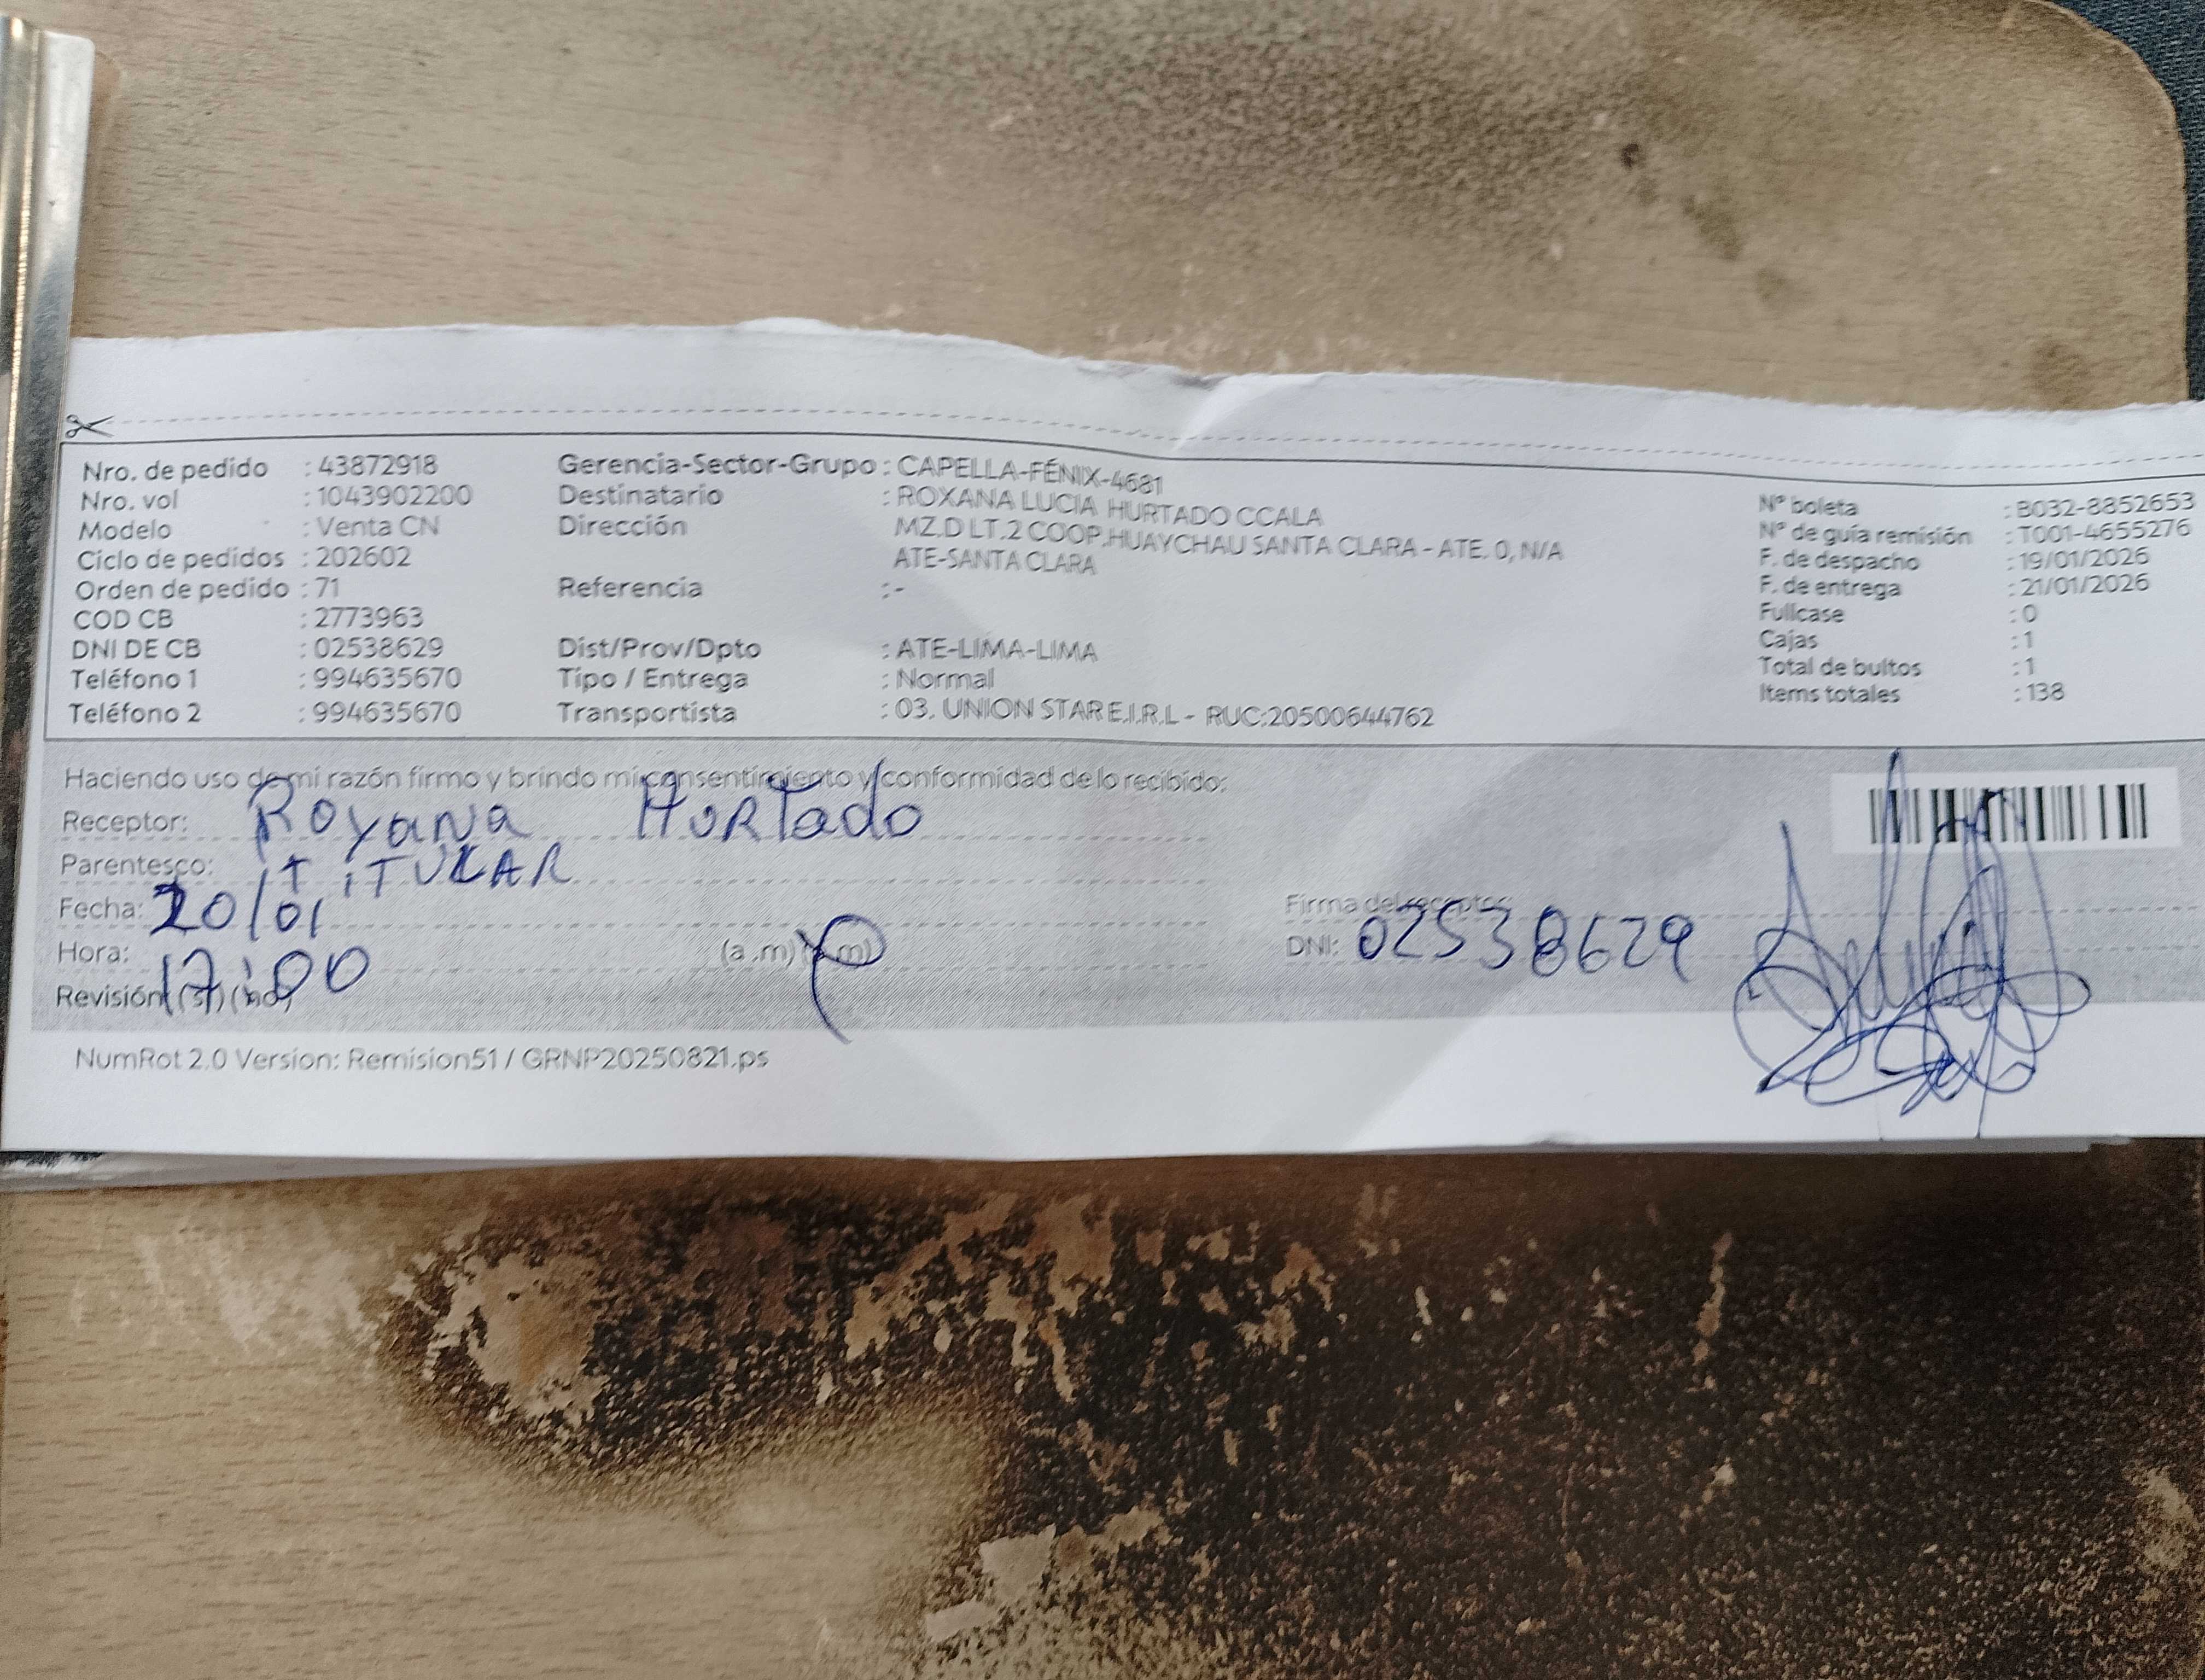 Nro. de pedido : 43872918
Nro. vol : 1043902200
Modelo : Venta CN
Ciclo de pedidos : 202602
Orden de pedido : 71
COD CB : 2773963
DNI DE CB : 02538629
Teléfono 1 : 994635670
Teléfono 2 : 994635670
Gerencia-Sector-Grupo : CAPELLA-FÉNIX-4681
Destinatario : ROXANA LUCIA HURTADO CCALA
Dirección MZ.D LT.2 COOP.HUAYCHAU SANTA CLARA - ATE. 0, N/A
ATE-SANTA CLARA
Referencia : -
Dist/Prov/Dpto : ATE-LIMA-LIMA
Tipo / Entrega : Normal
Transportista : 03. UNION STAR E.I.R.L - RUC:20500644762
N° boleta : B032-8852653
N° de guía remisión : T001-4655276
F. de despacho : 19/01/2026
F. de entrega : 21/01/2026
Fullcase : 0
Cajas : 1
Total de bultos : 1
Items totales : 138
Haciendo uso de mi razón firmo y brindo mi consentimiento y conformidad de lo recibido:
Receptor: Roxana Hurtado
Parentesco: TiTULAR
Fecha: 20/01
Hora: 17:00 (a .m) (p.m)
Revisión (si) (no)
Firma del receptor
DNI: 02538629
NumRot 2.0 Version: Remision51 / GRNP20250821.ps